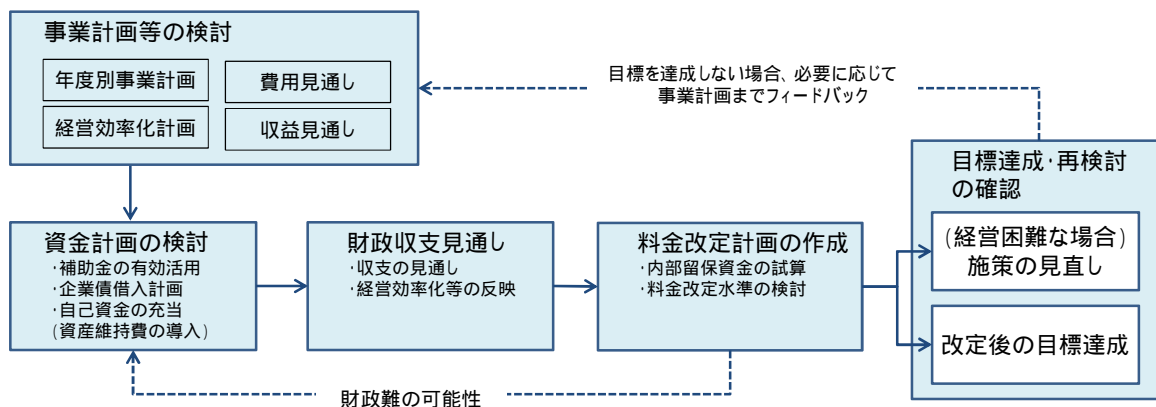 事業計画等の検討
年度別事業計画
費用見通し
経営効率化計画
収益見通し
目標を達成しない場合、必要に応じて
事業計画までフィードバック
資金計画の検討
・補助金の有効活用
・企業債借入計画
・自己資金の充当
(資産維持費の導入)
財政収支見通し
・収支の見通し
・経営効率化等の反映
料金改定計画の作成
・内部留保資金の試算
・料金改定水準の検討
目標達成・再検討
の確認
(経営困難な場合)
施策の見直し
改定後の目標達成
財政難の可能性